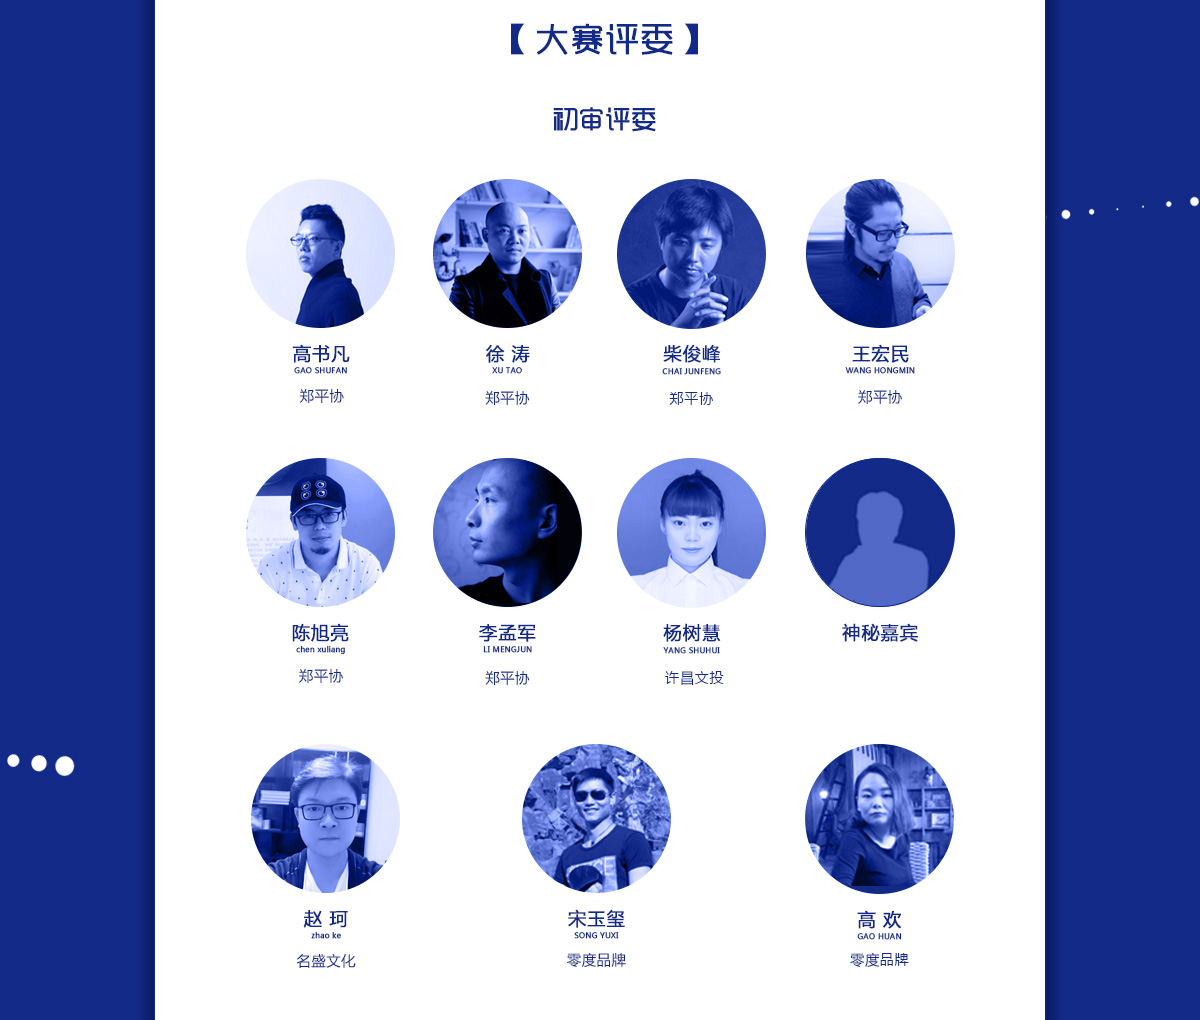 【大赛评委】
初审评委
高书凡 徐 涛 柴俊峰 王宏民
GAO SHUFAN XU TAO CHAI JUNFENG WANG HONGMIN
郑平协 郑平协 郑平协 郑平协
陈旭亮 李孟军 杨树慧 神秘嘉宾
chen xuliang LI MENGJUN YANG SHUHUI
郑平协 郑平协 许昌文投
赵 珂 宋玉玺 高 欢
zhao ke SONG YUXI GAO HUAN
名盛文化 零度品牌 零度品牌